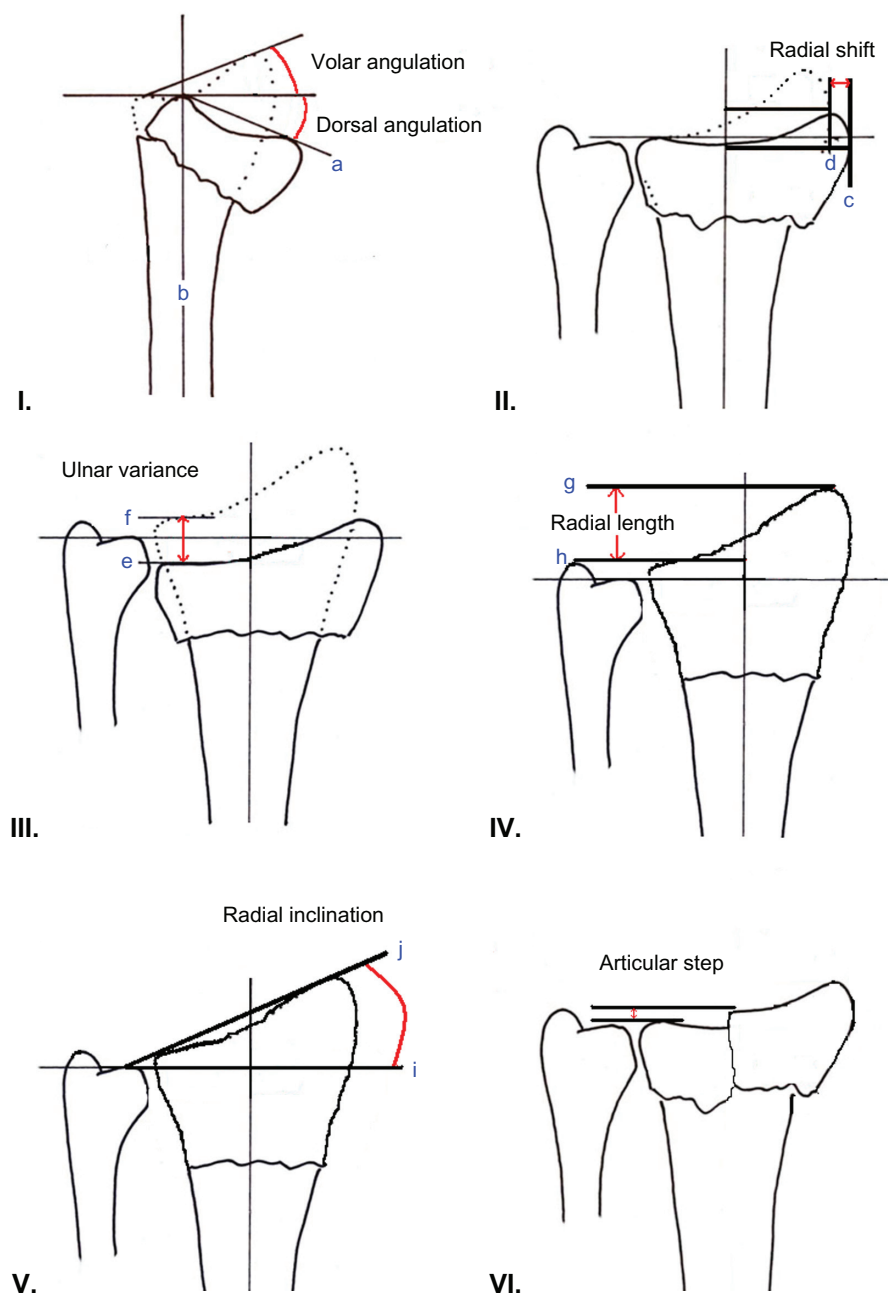 Volar angulation
Dorsal angulation
a
b
I.
Radial shift
d
c
II.
Ulnar variance
f
e
III.
g
Radial length
h
IV.
Radial inclination
j
i
V.
Articular step
VI.